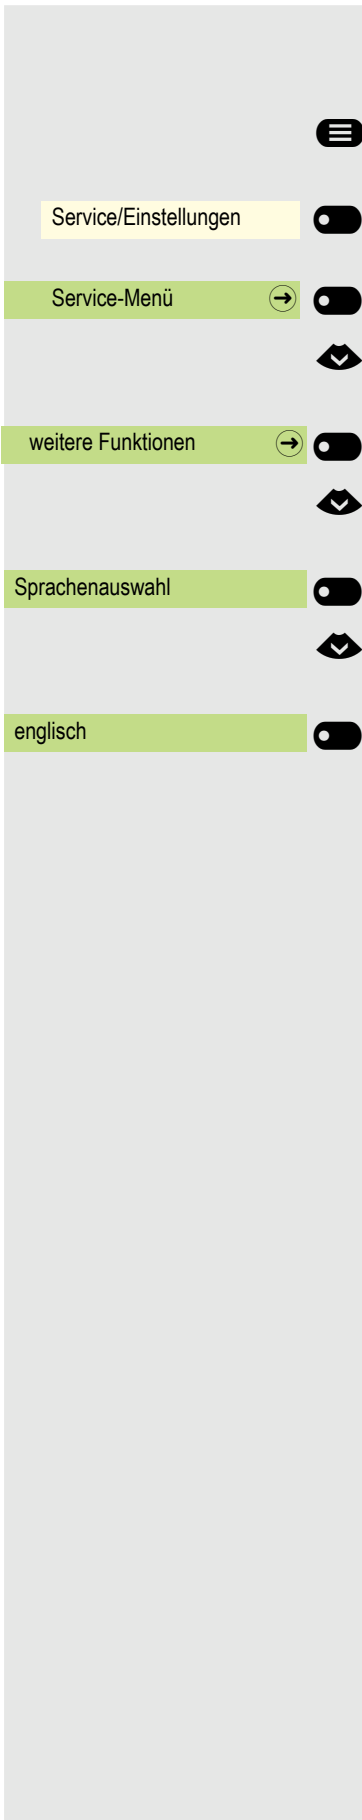 Service/Einstellungen
Service-Menü
weitere Funktionen
Sprachenauswahl
englisch